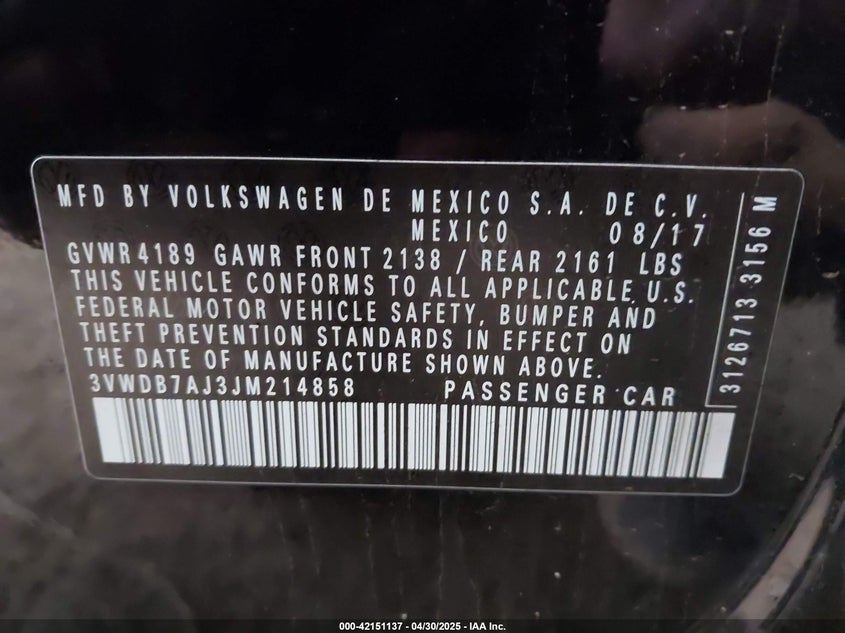 MFD BY VOLKSWAGEN DE MEXICO S.A. DE C.V.
MEXICO 08/17
GVWR 4189 GAWR FRONT 2138 / REAR 2161 LBS
THIS VEHICLE CONFORMS TO ALL APPLICABLE U.S.
FEDERAL MOTOR VEHICLE SAFETY, BUMPER AND
THEFT PREVENTION STANDARDS IN EFFECT ON
THE DATE OF MANUFACTURE SHOWN ABOVE.
3VWDB7AJ3JM214858 PASSENGER CAR
3126713 3156 M
000-42151137 - 04/30/2025 - IAA Inc.